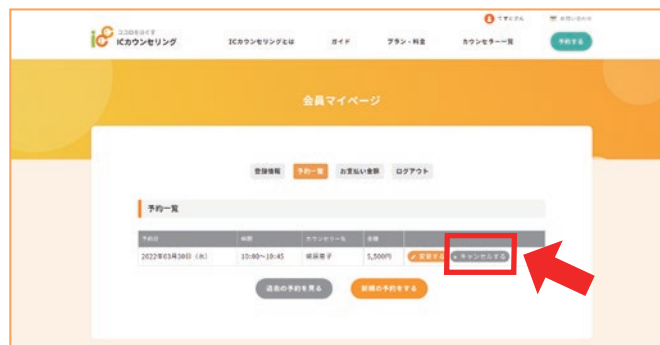 ココロをほぐす
ICカウンセリング
ICカウンセリングとは
ガイド
プラン・料金
カウンセラー一覧
お問い合わせ
予約する
会員マイページ
登録情報
予約一覧
お支払い金額
ログアウト
予約一覧
予約日 時間 カウンセラー名 金額
2022年03月30日（水） 10:00〜10:45 5,500円 変更する キャンセルする
過去の予約を見る
新規の予約をする